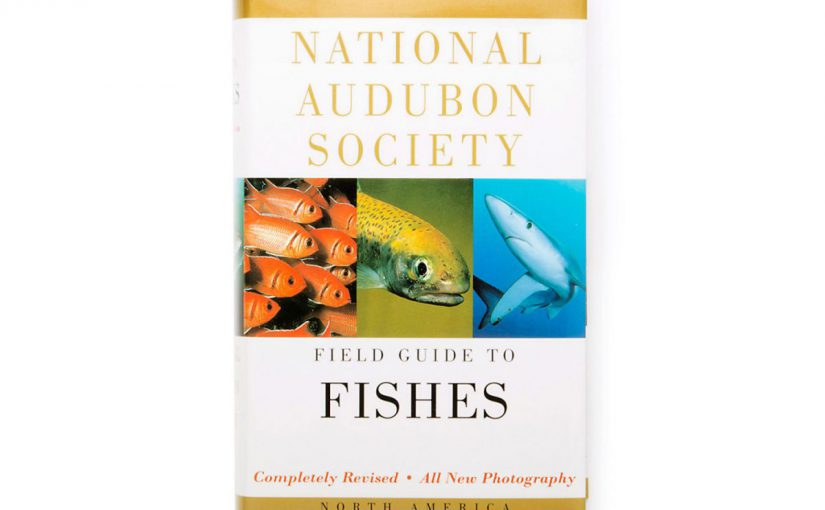 NATIONAL
AUDUBON
SOCIETY
FIELD GUIDE TO
FISHES
Completely Revised • All New Photography
NORTH AMERICA